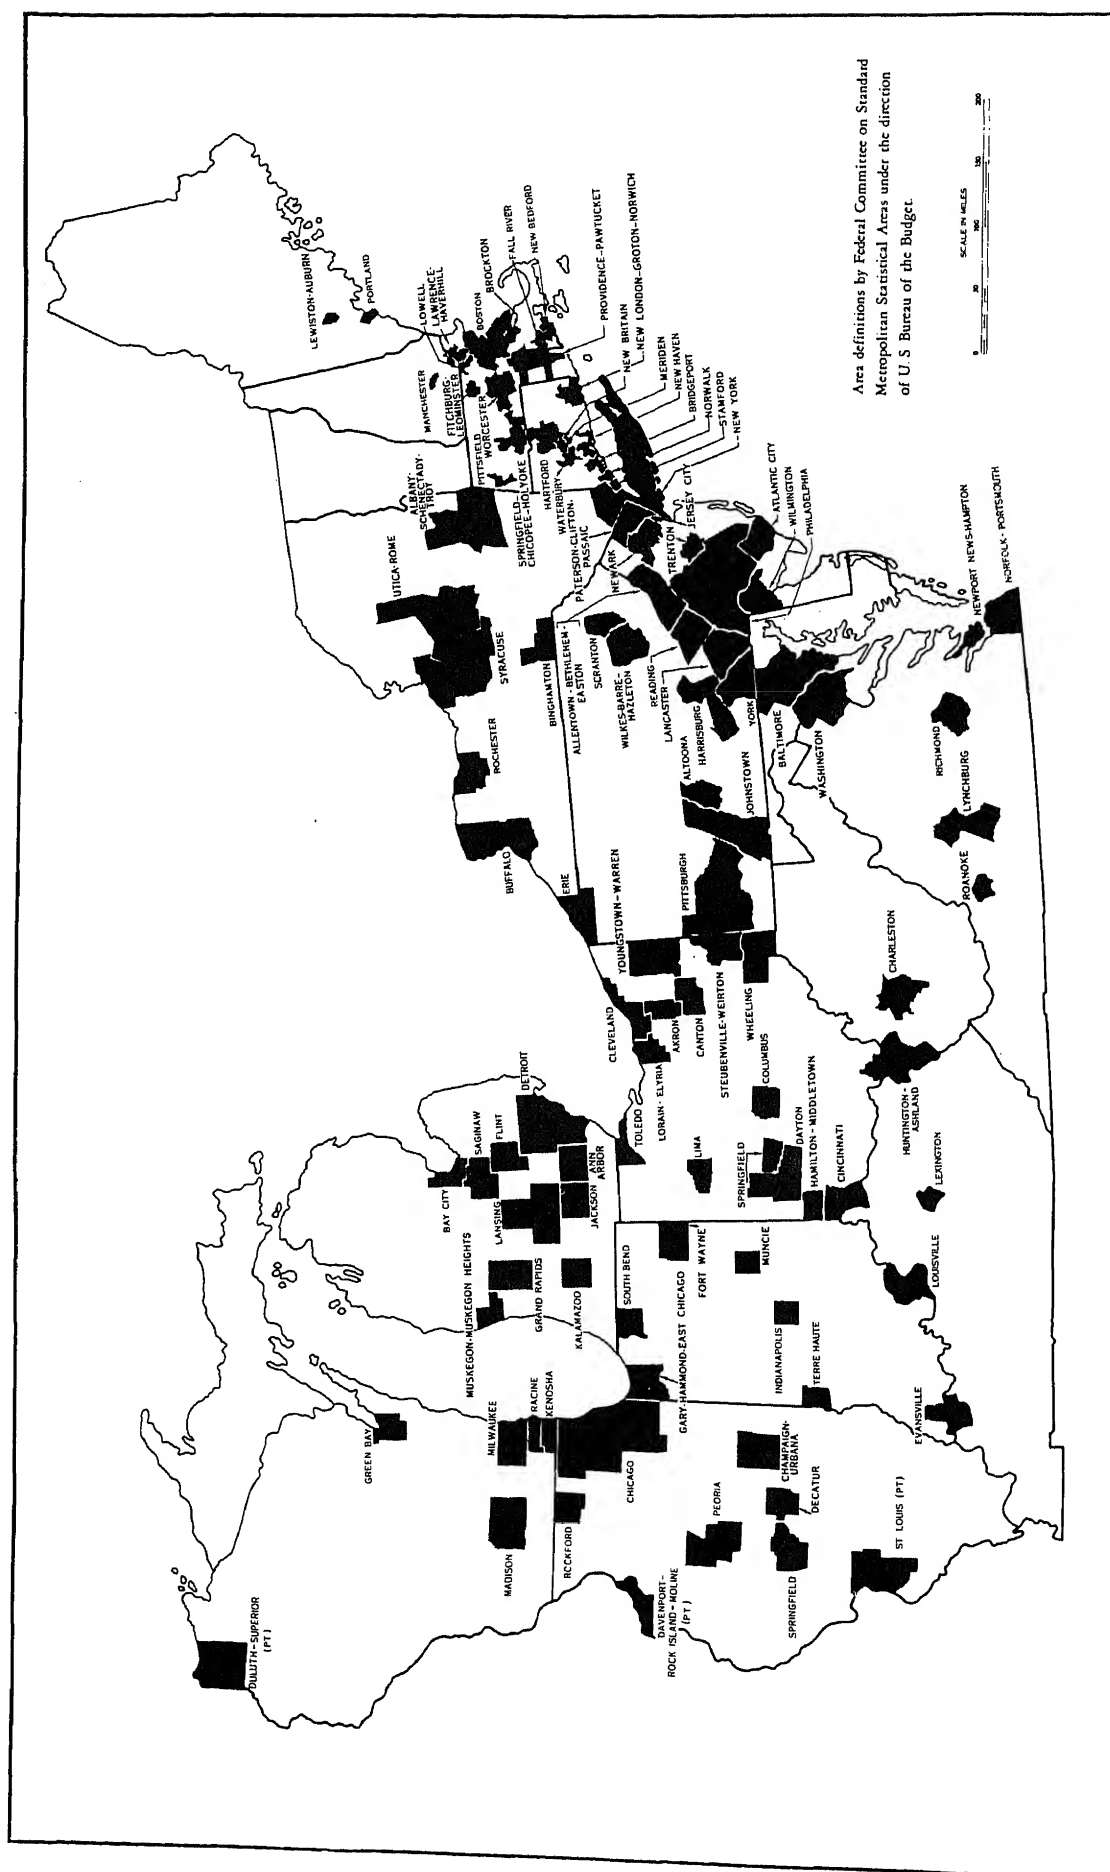 DULUTH-SUPERIOR
(PT)
GREEN BAY
MADISON
MILWAUKEE
RACINE
KENOSHA
ROCKFORD
CHICAGO
DAVENPORT-
ROCK ISLAND-MOLINE
(PT)
PEORIA
SPRINGFIELD
DECATUR
CHAMPAIGN-
URBANA
ST LOUIS (PT)
MUSKEGON-MUSKEGON HEIGHTS
GRAND RAPIDS
KALAMAZOO
LANSING
JACKSON
ANN
ARBOR
BAY CITY
SAGINAW
FLINT
DETROIT
GARY-HAMMOND-EAST CHICAGO
SOUTH BEND
FORT WAYNE
MUNCIE
INDIANAPOLIS
TERRE HAUTE
EVANSVILLE
LOUISVILLE
LEXINGTON
TOLEDO
LIMA
SPRINGFIELD
DAYTON
HAMILTON-MIDDLETOWN
CINCINNATI
COLUMBUS
CLEVELAND
LORAIN-ELYRIA
AKRON
CANTON
YOUNGSTOWN-WARREN
STEUBENVILLE-WEIRTON
WHEELING
HUNTINGTON-
ASHLAND
CHARLESTON
ERIE
PITTSBURGH
JOHNSTOWN
ALTOONA
HARRISBURG
YORK
LANCASTER
READING
WILKES-BARRE-
HAZLETON
SCRANTON
ALLENTOWN-BETHLEHEM-
EASTON
BUFFALO
ROCHESTER
SYRACUSE
UTICA-ROME
BINGHAMTON
ALBANY-
SCHENECTADY-
TROY
ROANOKE
LYNCHBURG
RICHMOND
WASHINGTON
BALTIMORE
NEWPORT NEWS-HAMPTON
NORFOLK-PORTSMOUTH
PHILADELPHIA
WILMINGTON
ATLANTIC CITY
TRENTON
JERSEY CITY
NEWARK
PATERSON-CLIFTON-
PASSAIC
NEW YORK
STAMFORD
NORWALK
BRIDGEPORT
NEW HAVEN
MERIDEN
WATERBURY
HARTFORD
NEW BRITAIN
NEW LONDON-GROTON-NORWICH
SPRINGFIELD-
CHICOPEE-HOLYOKE
PITTSFIELD
WORCESTER
FITCHBURG-
LEOMINSTER
MANCHESTER
LOWELL
LAWRENCE-
HAVERHILL
BOSTON
BROCKTON
FALL RIVER
NEW BEDFORD
PROVIDENCE-PAWTUCKET
LEWISTON-AUBURN
PORTLAND
Area definitions by Federal Committee on Standard
Metropolitan Statistical Areas under the direction
of U.S Bureau of the Budget.
SCALE IN MILES
0 50 100 150 200